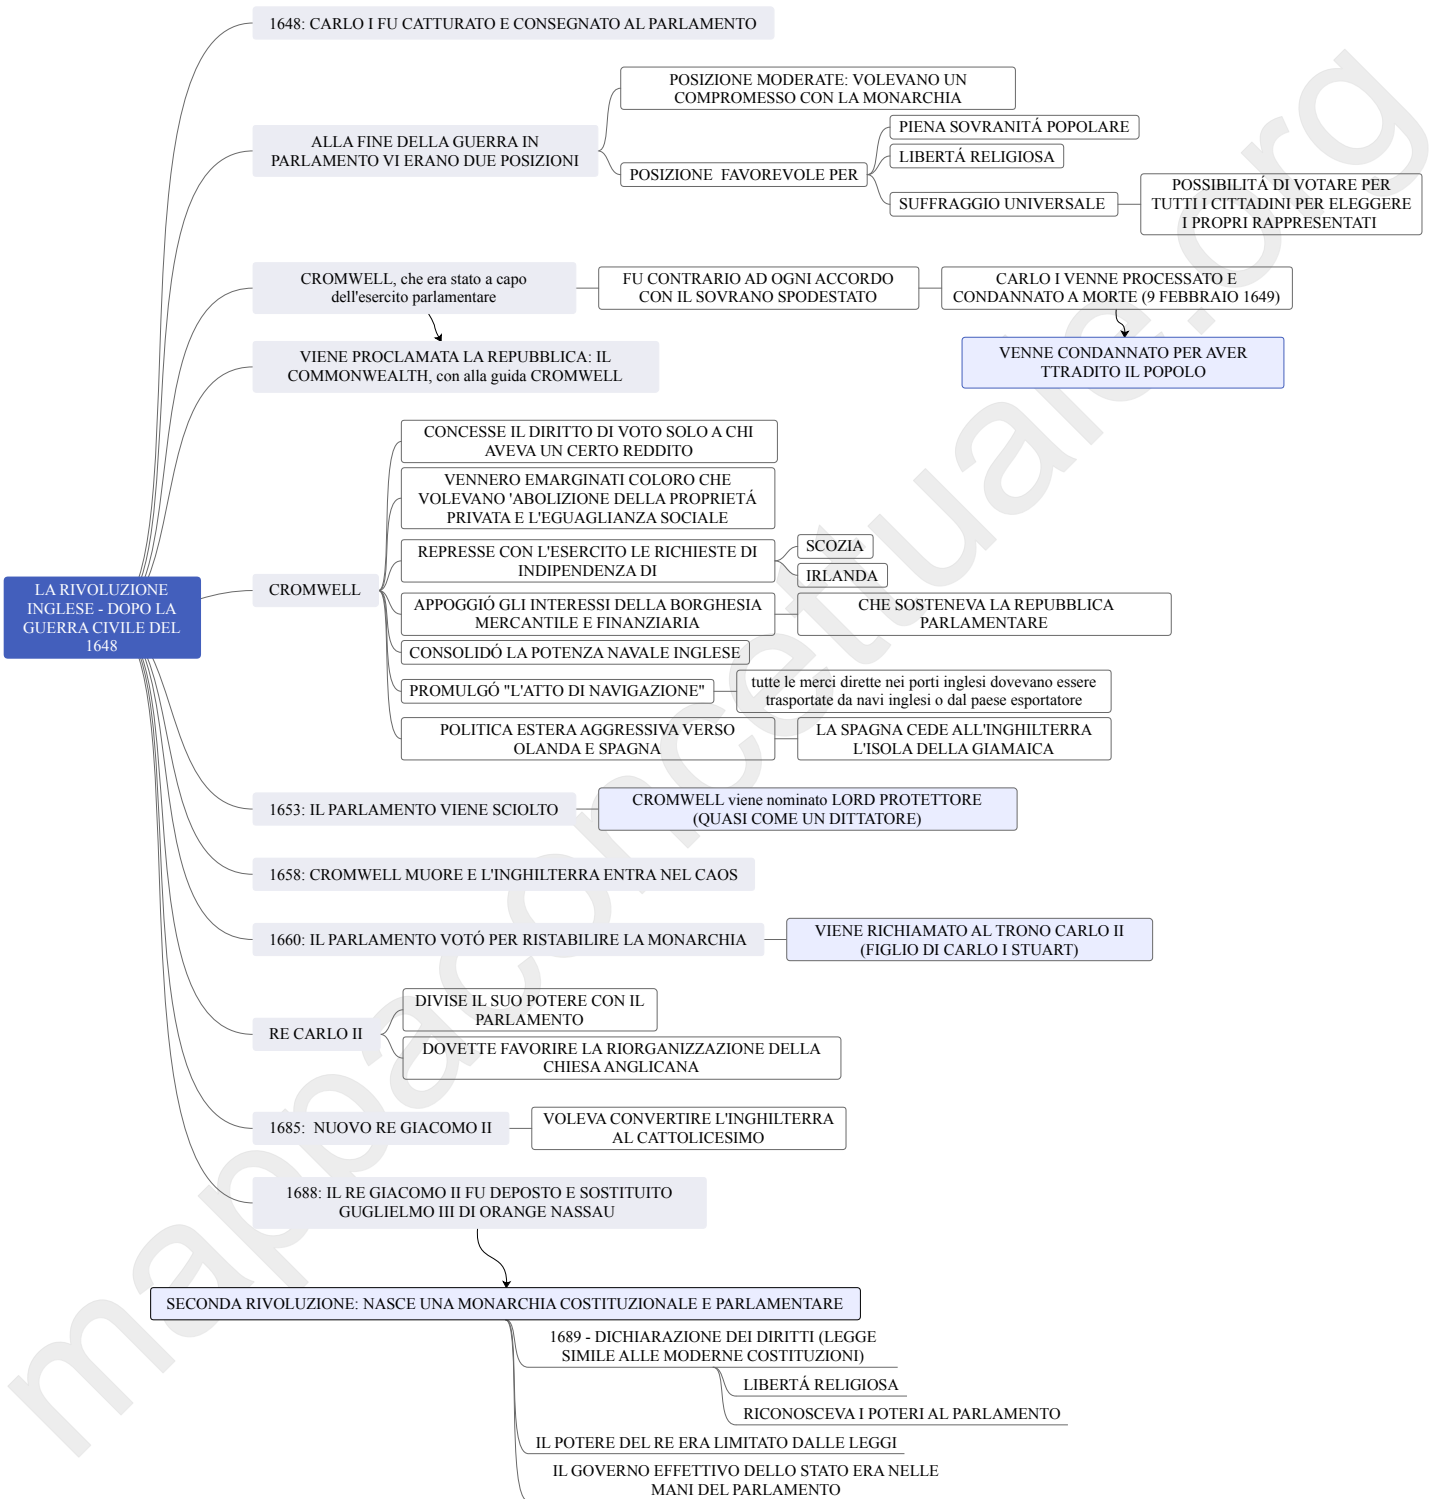 1648: CARLO I FU CATTURATO E CONSEGNATO AL PARLAMENTO
ALLA FINE DELLA GUERRA IN
PARLAMENTO VI ERANO DUE POSIZIONI
POSIZIONE MODERATE: VOLEVANO UN
COMPROMESSO CON LA MONARCHIA
POSIZIONE  FAVOREVOLE PER
PIENA SOVRANITÁ POPOLARE
LIBERTÁ RELIGIOSA
SUFFRAGIO UNIVERSALE
POSSIBILITÁ DI VOTARE PER
TUTTI I CITTADINI PER ELEGGERE
I PROPRI RAPPRESENTATI
CROMWELL, che era stato a capo
dell'esercito parlamentare
FU CONTRARIO AD OGNI ACCORDO
CON IL SOVRANO SPODESTATO
CARLO I VENNE PROCESSATO E
CONDANNATO A MORTE (9 FEBBRAIO 1649)
VENNE CONDANNATO PER AVER
TTRADITO IL POPOLO
VIENE PROCLAMATA LA REPUBBLICA: IL
COMMONWEALTH, con alla guida CROMWELL
LA RIVOLUZIONE
INGLESE - DOPO LA
GUERRA CIVILE DEL
1648
CROMWELL
CONCESSE IL DIRITTO DI VOTO SOLO A CHI
AVEVA UN CERTO REDDITO
VENNERO EMARGINATI COLORO CHE
VOLEVANO 'ABOLIZIONE DELLA PROPRIETÁ
PRIVATA E L'EGUAGLIANZA SOCIALE
REPRESSE CON L'ESERCITO LE RICHIESTE DI
INDIPENDENZA DI
SCOZIA
IRLANDA
APPOGGIÓ GLI INTERESSI DELLA BORGHESIA
MERCANTILE E FINANZIARIA
CHE SOSTENEVA LA REPUBBLICA
PARLAMENTARE
CONSOLIDÓ LA POTENZA NAVALE INGLESE
PROMULGÓ "L'ATTO DI NAVIGAZIONE"
tutte le merci dirette nei porti inglesi dovevano essere
trasportate da navi inglesi o dal paese esportatore
POLITICA ESTERA AGGRESSIVA VERSO
OLANDA E SPAGNA
LA SPAGNA CEDE ALL'INGHILTERRA
L'ISOLA DELLA GIAMAICA
1653: IL PARLAMENTO VIENE SCIOLTO
CROMWELL viene nominato LORD PROTETTORE
(QUASI COME UN DITTATORE)
1658: CROMWELL MUORE E L'INGHILTERRA ENTRA NEL CAOS
1660: IL PARLAMENTO VOTÓ PER RISTABILIRE LA MONARCHIA
VIENE RICHIAMATO AL TRONO CARLO II
(FIGLIO DI CARLO I STUART)
RE CARLO II
DIVISE IL SUO POTERE CON IL
PARLAMENTO
DOVETTE FAVORIRE LA RIORGANIZZAZIONE DELLA
CHIESA ANGLICANA
1685:  NUOVO RE GIACOMO II
VOLEVA CONVERTIRE L'INGHILTERRA
AL CATTOLICESIMO
1688: IL RE GIACOMO II FU DEPOSTO E SOSTITUITO
GUGLIELMO III DI ORANGE NASSAU
SECONDA RIVOLUZIONE: NASCE UNA MONARCHIA COSTITUZIONALE E PARLAMENTARE
1689 - DICHIARAZIONE DEI DIRITTI (LEGGE
SIMILE ALLE MODERNE COSTITUZIONI)
LIBERTÁ RELIGIOSA
RICONOSCEVA I POTERI AL PARLAMENTO
IL POTERE DEL RE ERA LIMITATO DALLE LEGGI
IL GOVERNO EFFETTIVO DELLO STATO ERA NELLE
MANI DEL PARLAMENTO
mappaconcettuale.org